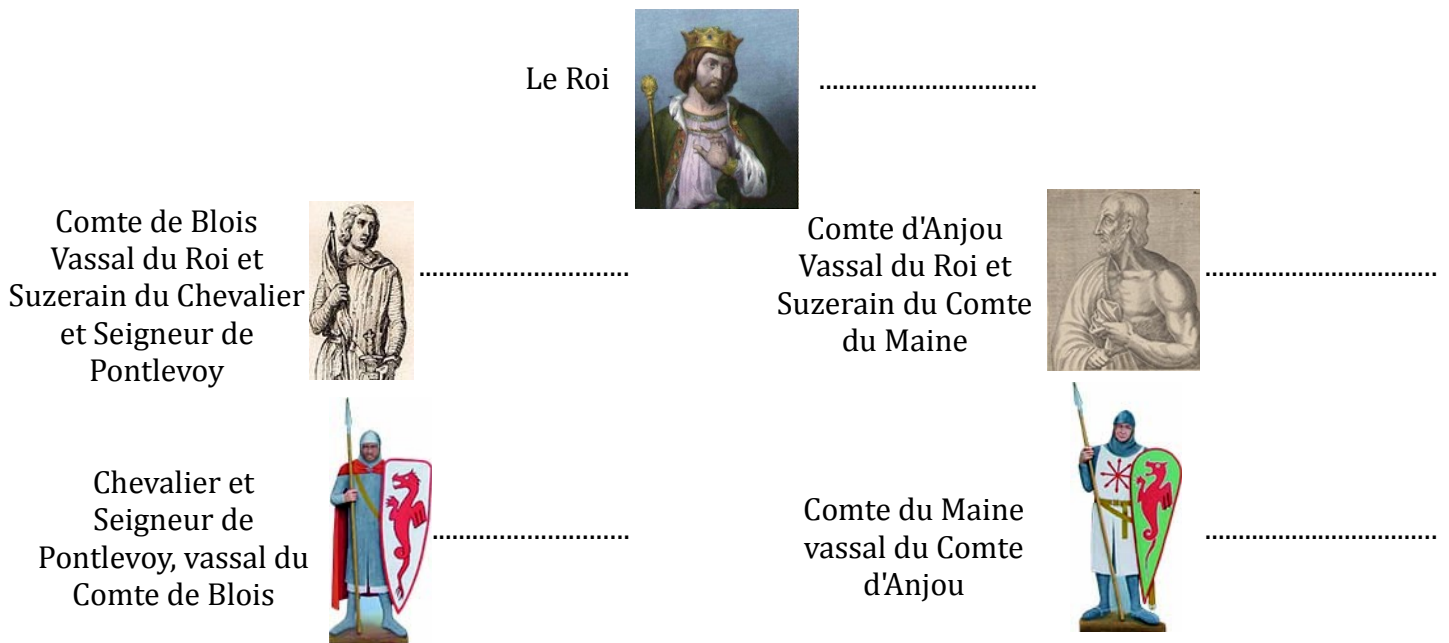 Le Roi ..................................
Comte de Blois
Vassal du Roi et
Suzerain du Chevalier
et Seigneur de
Pontlevoy
................................
Comte d'Anjou
Vassal du Roi et
Suzerain du Comte
du Maine
...................................
Chevalier et
Seigneur de
Pontlevoy, vassal du
Comte de Blois
..............................
Comte du Maine
vassal du Comte
d'Anjou
...................................